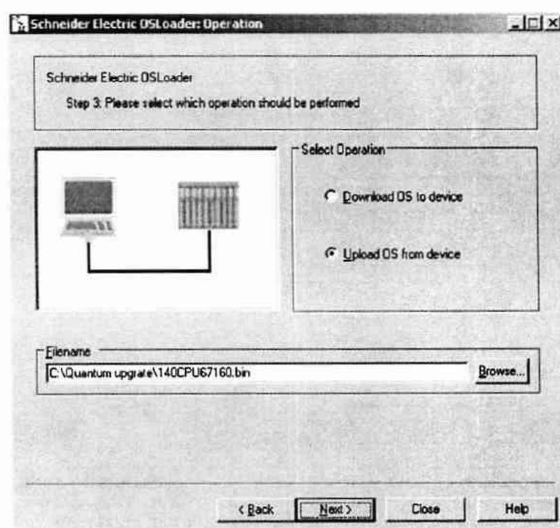 Schneider Electric OSLoader: Operation
Schneider Electric OSLoader
Step 3: Please select which operation should be performed
Select Operation
Download OS to device
Upload OS from device
Filename
C:\Quantum upgrate\140CPU67160.bin
Browse...
< Back
Next >
Close
Help